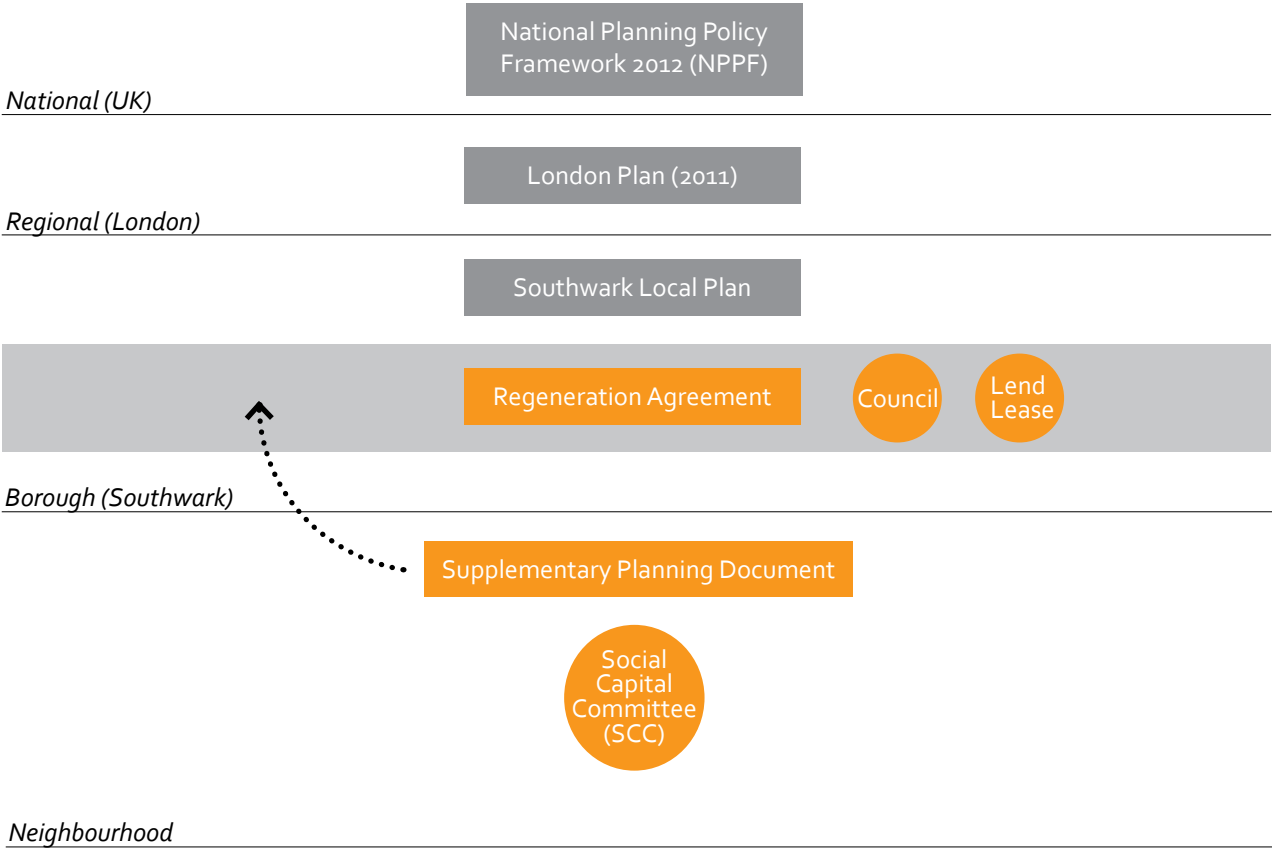 National Planning Policy
Framework 2012 (NPPF)
National (UK)
London Plan (2011)
Regional (London)
Southwark Local Plan
Regeneration Agreement
Council
Lend
Lease
Borough (Southwark)
Supplementary Planning Document
Social
Capital
Committee
(SCC)
Neighbourhood